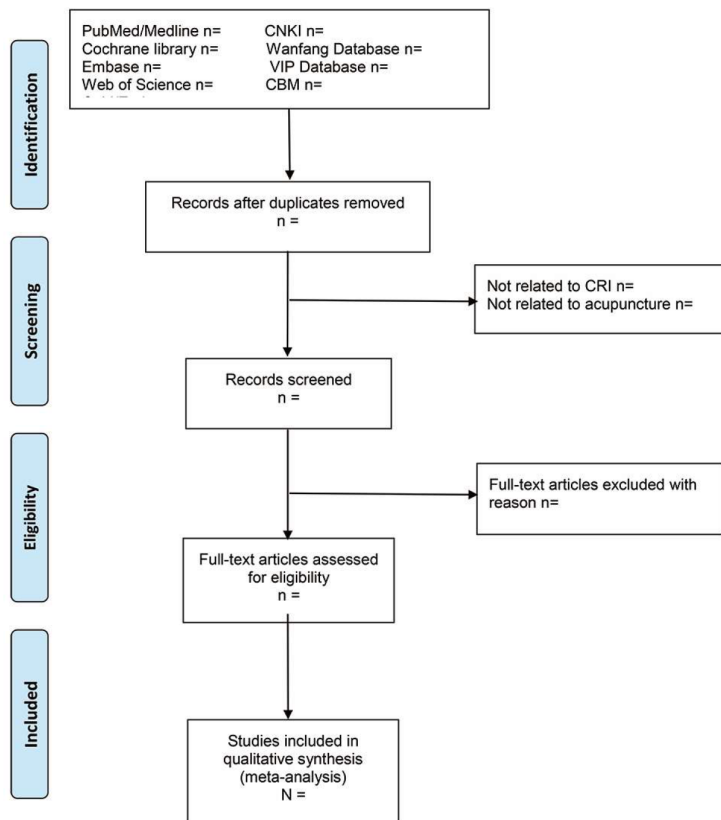 PubMed/Medline n= CNKI n=
Cochrane library n= Wanfang Database n=
Embase n= VIP Database n=
Web of Science n= CBM n=
Identification
Records after duplicates removed
n =
Screening
Not related to CRI n=
Not related to acupuncture n=
Records screened
n =
Eligibility
Full-text articles excluded with
reason n=
Full-text articles assessed
for eligibility
n =
Included
Studies included in
qualitative synthesis
(meta-analysis)
N =